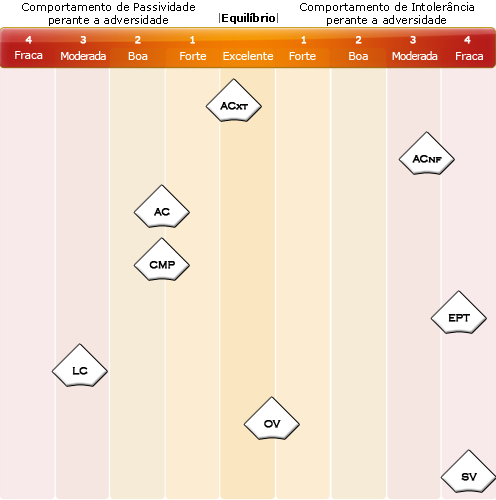 Comportamento de Passividade
perante a adversidade
|Equilíbrio|
Comportamento de Intolerância
perante a adversidade
4 3 2 1 1 2 3 4
Fraca Moderada Boa Forte Excelente Forte Boa Moderada Fraca
ACXT
ACNF
AC
CMP
EPT
LC
OV
SV